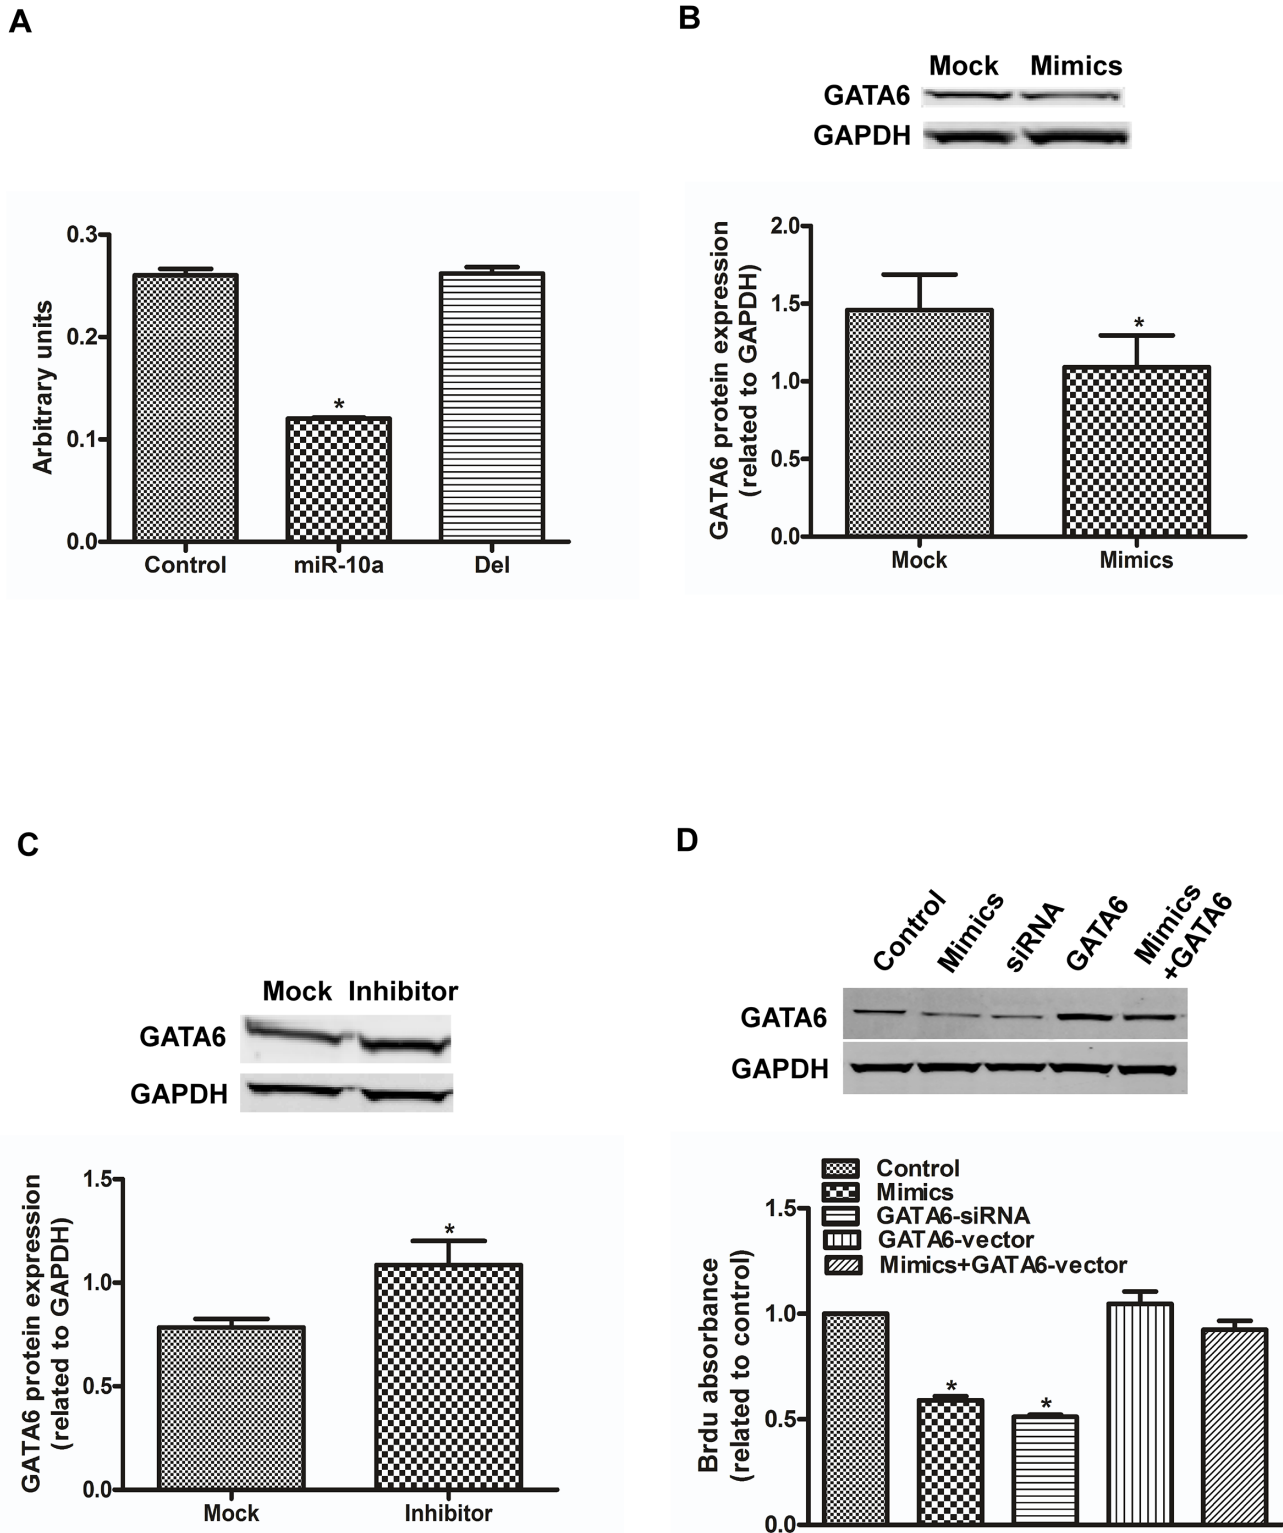 A
0.3
0.2
0.1
0.0
Arbitrary units
*
Control miR-10a Del
B
Mock Mimics
GATA6
GAPDH
2.0
1.5
1.0
0.5
0.0
GATA6 protein expression
(related to GAPDH)
*
Mock Mimics
C
Mock Inhibitor
GATA6
GAPDH
1.5
1.0
0.5
0.0
GATA6 protein expression
(related to GAPDH)
*
Mock Inhibitor
D
Control
Mimics
siRNA
GATA6
Mimics
+GATA6
GATA6
GAPDH
Control
Mimics
GATA6-siRNA
GATA6-vector
Mimics+GATA6-vector
1.5
1.0
0.5
0.0
Brdu absorbance
(related to control)
*
*